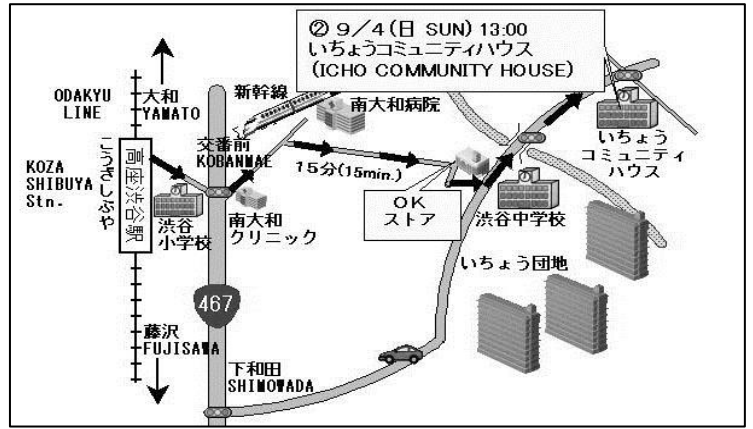 ② 9／4 (日 SUN) 13:00
いちょうコミュニティハウス
(ICHO COMMUNITY HOUSE)
ODAKYU
LINE
大和
YAMATO
新幹線
南大和病院
交番前
KOBANMAE
KOZA
SHIBUYA
Stn.
高座渋谷駅
こうざしぶや
渋谷
小学校
南大和
クリニック
15分(15min.)
OK
ストア
渋谷中学校
いちょう
コミュニティ
ハウス
いちょう団地
467
藤沢
FUJISAWA
下和田
SHIMOWADA